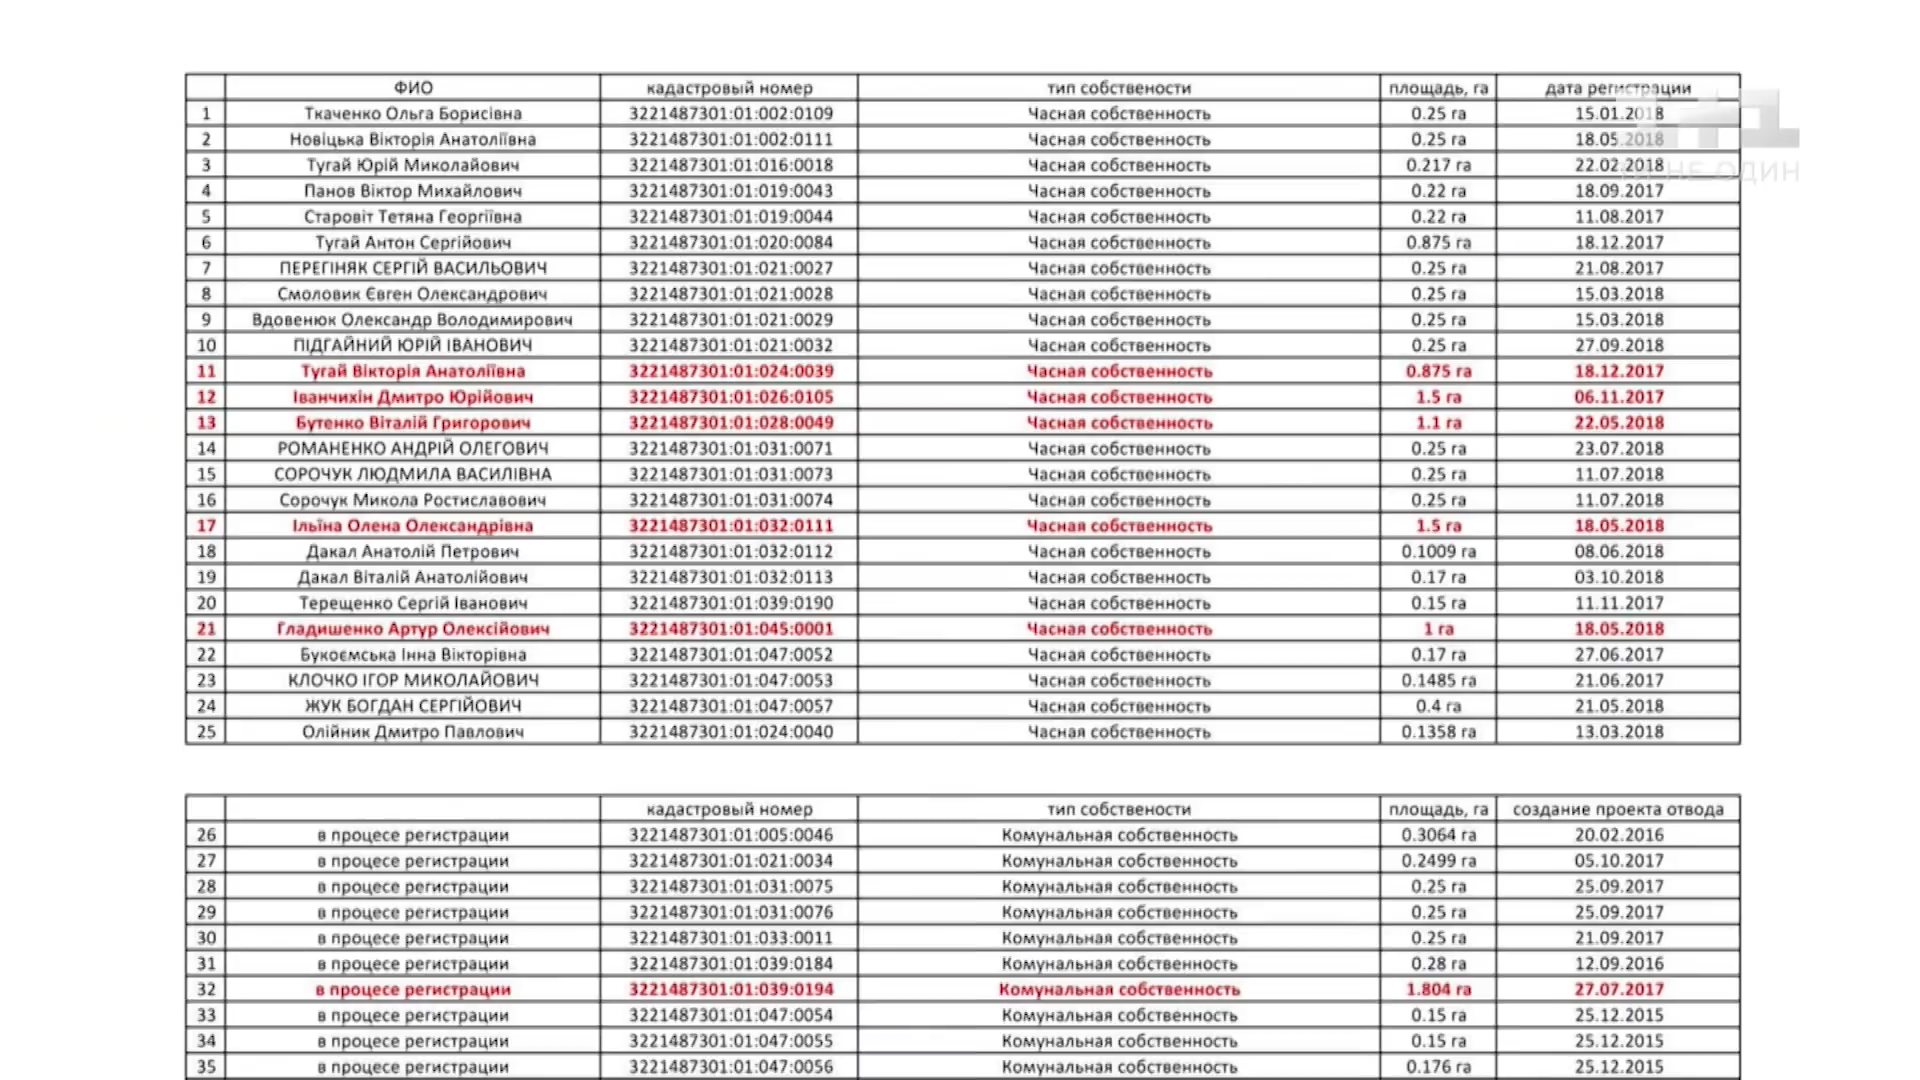 ФИО кадастровый номер тип собствености площадь, га дата регистрации
1 Ткаченко Ольга Борисівна 3221487301:01:002:0109 Часная собственность 0.25 га 15.01.2018
2 Новіцька Вікторія Анатоліївна 3221487301:01:002:0111 Часная собственность 0.25 га 18.05.2018
3 Тугай Юрій Миколайович 3221487301:01:016:0018 Часная собственность 0.217 га 22.02.2018
4 Панов Віктор Михайлович 3221487301:01:019:0043 Часная собственность 0.22 га 18.09.2017
5 Старовіт Тетяна Георгіївна 3221487301:01:019:0044 Часная собственность 0.22 га 11.08.2017
6 Тугай Антон Сергійович 3221487301:01:020:0084 Часная собственность 0.875 га 18.12.2017
7 ПЕРЕГІНЯК СЕРГІЙ ВАСИЛЬОВИЧ 3221487301:01:021:0027 Часная собственность 0.25 га 21.08.2017
8 Смоловик Євген Олександрович 3221487301:01:021:0028 Часная собственность 0.25 га 15.03.2018
9 Вдовенюк Олександр Володимирович 3221487301:01:021:0029 Часная собственность 0.25 га 15.03.2018
10 ПІДГАЙНИЙ ЮРІЙ ІВАНОВИЧ 3221487301:01:021:0032 Часная собственность 0.25 га 27.09.2018
11 Тугай Вікторія Анатоліївна 3221487301:01:024:0039 Часная собственность 0.875 га 18.12.2017
12 Іванчихін Дмитро Юрійович 3221487301:01:026:0105 Часная собственность 1.5 га 06.11.2017
13 Бутенко Віталій Григорович 3221487301:01:028:0049 Часная собственность 1.1 га 22.05.2018
14 РОМАНЕНКО АНДРІЙ ОЛЕГОВИЧ 3221487301:01:031:0071 Часная собственность 0.25 га 23.07.2018
15 СОРОЧУК ЛЮДМИЛА ВАСИЛІВНА 3221487301:01:031:0073 Часная собственность 0.25 га 11.07.2018
16 Сорочук Микола Ростиславович 3221487301:01:031:0074 Часная собственность 0.25 га 11.07.2018
17 Ільїна Олена Олександрівна 3221487301:01:032:0111 Часная собственность 1.5 га 18.05.2018
18 Дакал Анатолій Петрович 3221487301:01:032:0112 Часная собственность 0.1009 га 08.06.2018
19 Дакал Віталій Анатолійович 3221487301:01:032:0113 Часная собственность 0.17 га 03.10.2018
20 Терещенко Сергій Іванович 3221487301:01:039:0190 Часная собственность 0.15 га 11.11.2017
21 Гладишенко Артур Олексійович 3221487301:01:045:0001 Часная собственность 1 га 18.05.2018
22 Букоємська Інна Вікторівна 3221487301:01:047:0052 Часная собственность 0.17 га 27.06.2017
23 КЛОЧКО ІГОР МИКОЛАЙОВИЧ 3221487301:01:047:0053 Часная собственность 0.1485 га 21.06.2017
24 ЖУК БОГДАН СЕРГІЙОВИЧ 3221487301:01:047:0057 Часная собственность 0.4 га 21.05.2018
25 Олійник Дмитро Павлович 3221487301:01:024:0040 Часная собственность 0.1358 га 13.03.2018
1+1
ТИ НЕ ОДИН
кадастровый номер тип собствености площадь, га создание проекта отвода
26 в процесе регистрации 3221487301:01:005:0046 Комунальная собственность 0.3064 га 20.02.2016
27 в процесе регистрации 3221487301:01:021:0034 Комунальная собственность 0.2499 га 05.10.2017
28 в процесе регистрации 3221487301:01:031:0075 Комунальная собственность 0.25 га 25.09.2017
29 в процесе регистрации 3221487301:01:031:0076 Комунальная собственность 0.25 га 25.09.2017
30 в процесе регистрации 3221487301:01:033:0011 Комунальная собственность 0.25 га 21.09.2017
31 в процесе регистрации 3221487301:01:039:0184 Комунальная собственность 0.28 га 12.09.2016
32 в процесе регистрации 3221487301:01:039:0194 Комунальная собственность 1.804 га 27.07.2017
33 в процесе регистрации 3221487301:01:047:0054 Комунальная собственность 0.15 га 25.12.2015
34 в процесе регистрации 3221487301:01:047:0055 Комунальная собственность 0.15 га 25.12.2015
35 в процесе регистрации 3221487301:01:047:0056 Комунальная собственность 0.176 га 25.12.2015